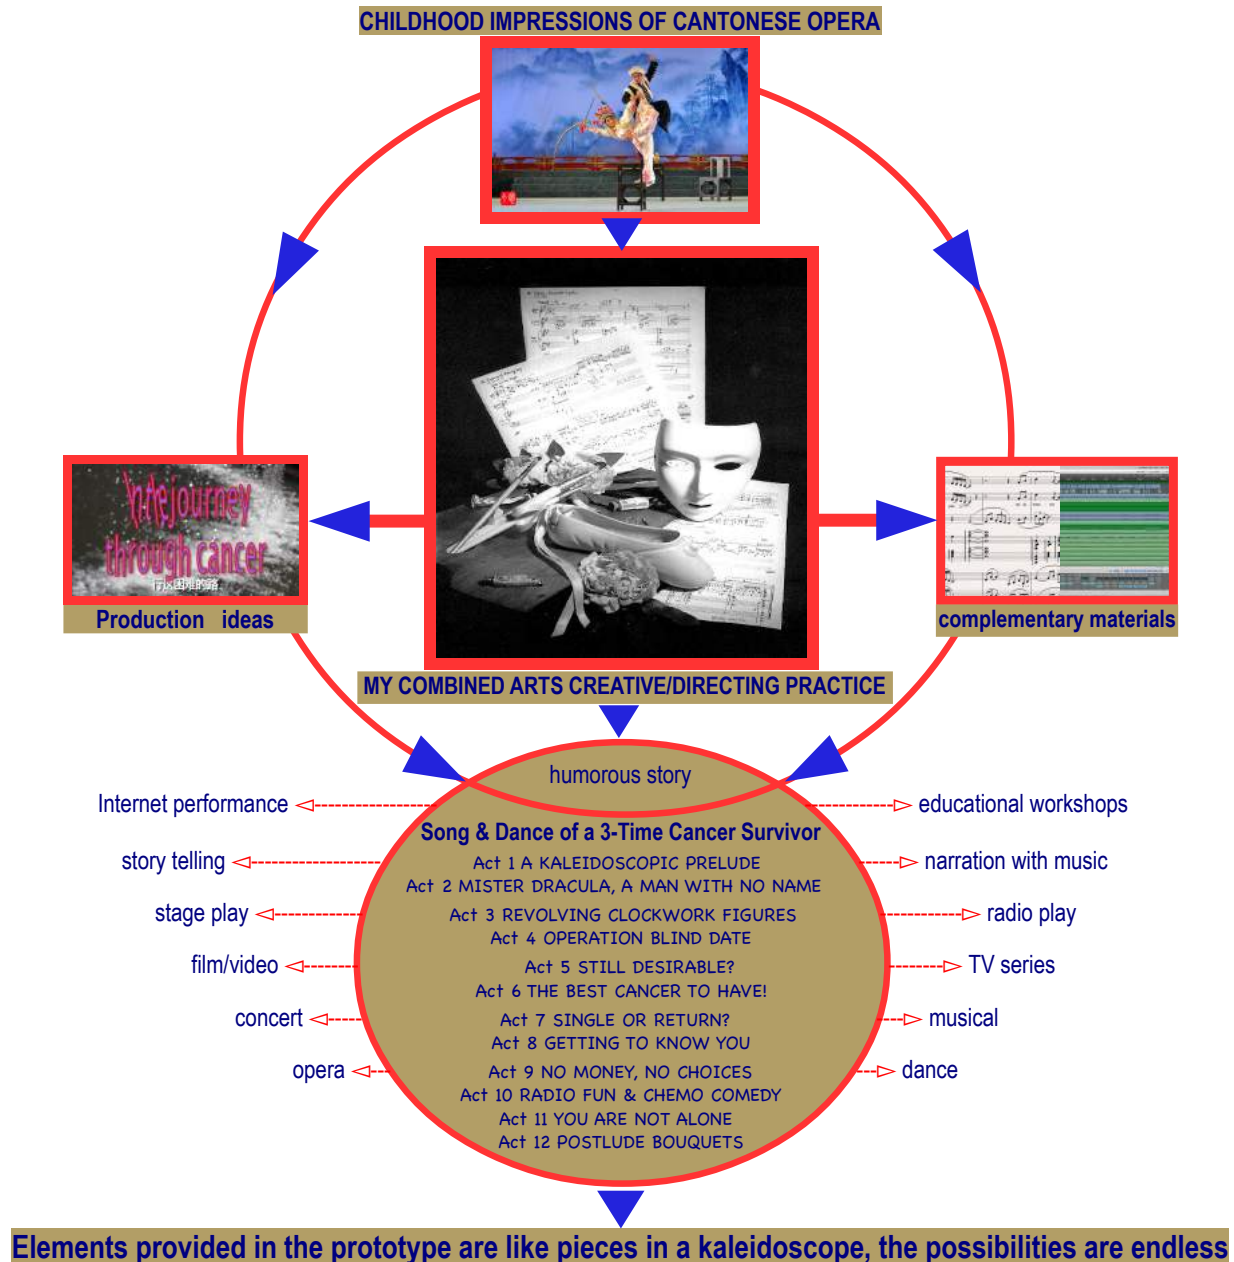 CHILDHOOD IMPRESSIONS OF CANTONESE OPERA
journey
through cancer
行这困难的路
Production ideas
complementary materials
MY COMBINED ARTS CREATIVE/DIRECTING PRACTICE
humorous story
Song & Dance of a 3-Time Cancer Survivor
Act 1 A KALEIDOSCOPIC PRELUDE
Act 2 MISTER DRACULA, A MAN WITH NO NAME
Act 3 REVOLVING CLOCKWORK FIGURES
Act 4 OPERATION BLIND DATE
Act 5 STILL DESIRABLE?
Act 6 THE BEST CANCER TO HAVE!
Act 7 SINGLE OR RETURN?
Act 8 GETTING TO KNOW YOU
Act 9 NO MONEY, NO CHOICES
Act 10 RADIO FUN & CHEMO COMEDY
Act 11 YOU ARE NOT ALONE
Act 12 POSTLUDE BOUQUETS
Internet performance
story telling
stage play
film/video
concert
opera
educational workshops
narration with music
radio play
TV series
musical
dance
Elements provided in the prototype are like pieces in a kaleidoscope, the possibilities are endless